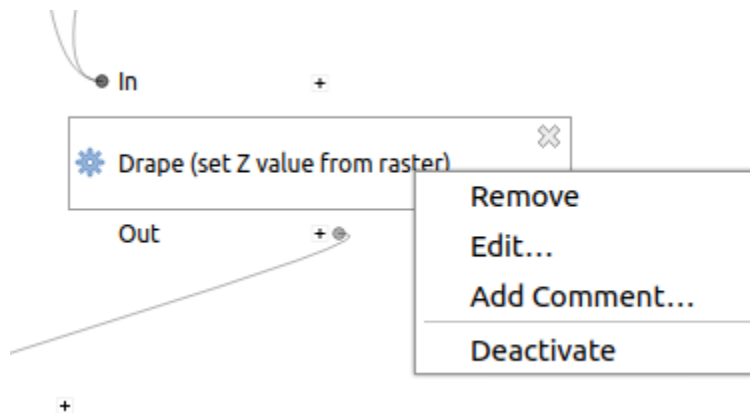 In
Drape (set Z value from raster)
Out
Remove
Edit...
Add Comment...
Deactivate